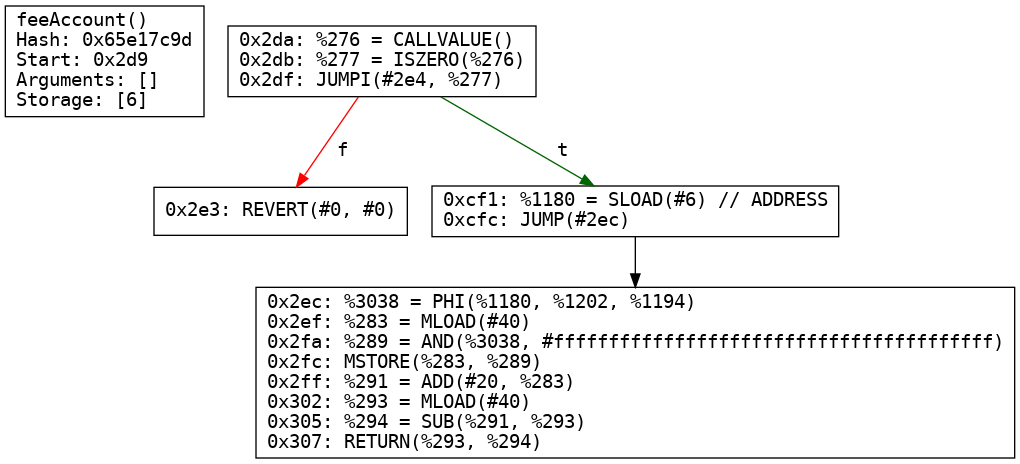 feeAccount()
Hash: 0x65e17c9d
Start: 0x2d9
Arguments: []
Storage: [6]
0x2da: %276 = CALLVALUE()
0x2db: %277 = ISZERO(%276)
0x2df: JUMPI(#2e4, %277)
f
t
0x2e3: REVERT(#0, #0)
0xcf1: %1180 = SLOAD(#6) // ADDRESS
0xcfc: JUMP(#2ec)
0x2ec: %3038 = PHI(%1180, %1202, %1194)
0x2ef: %283 = MLOAD(#40)
0x2fa: %289 = AND(%3038, #ffffffffffffffffffffffffffffffffffffffff)
0x2fc: MSTORE(%283, %289)
0x2ff: %291 = ADD(#20, %283)
0x302: %293 = MLOAD(#40)
0x305: %294 = SUB(%291, %293)
0x307: RETURN(%293, %294)